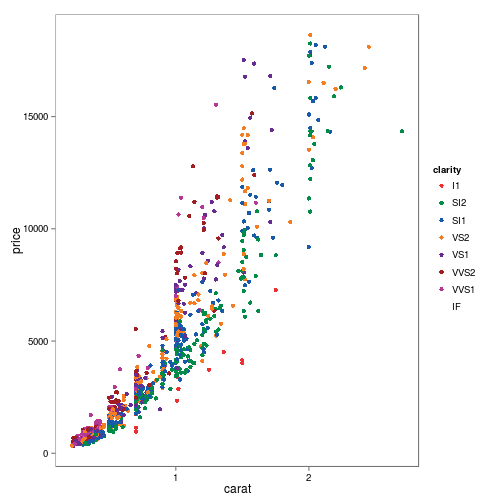 15000
10000
5000
0
price
1
2
carat
clarity
I1
SI2
SI1
VS2
VS1
VVS2
VVS1
IF